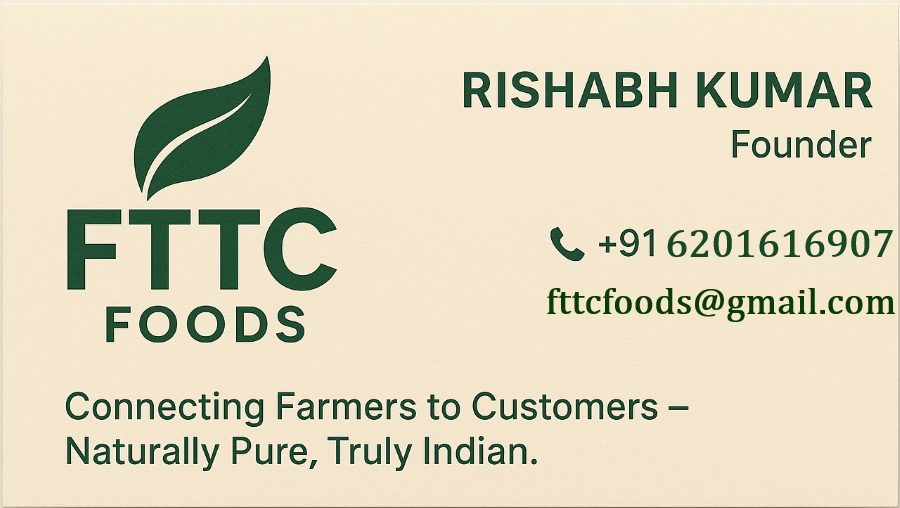 RISHABH KUMAR
Founder
+91 6201616907
fttcfoods@gmail.com
FTTC
FOODS
Connecting Farmers to Customers –
Naturally Pure, Truly Indian.